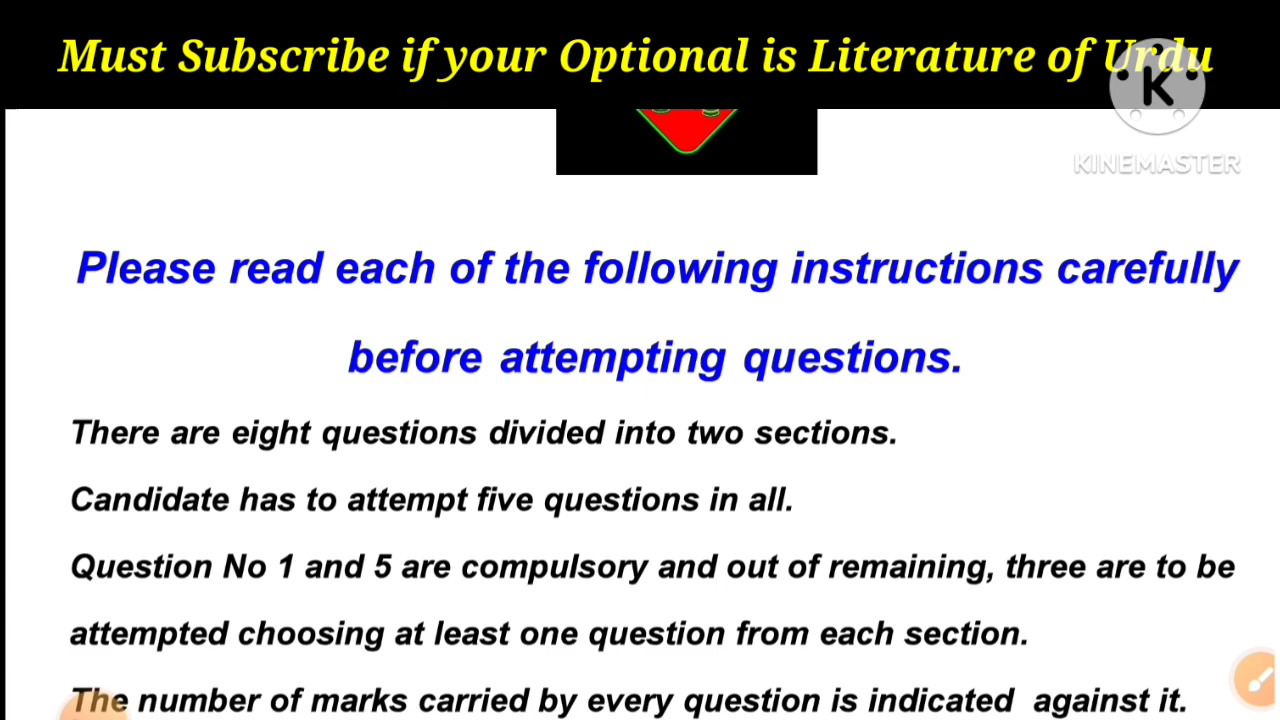 Must Subscribe if your Optional is Literature of Urdu
K
KINEMASTER
Please read each of the following instructions carefully
before attempting questions.
There are eight questions divided into two sections.
Candidate has to attempt five questions in all.
Question No 1 and 5 are compulsory and out of remaining, three are to be
attempted choosing at least one question from each section.
The number of marks carried by every question is indicated against it.